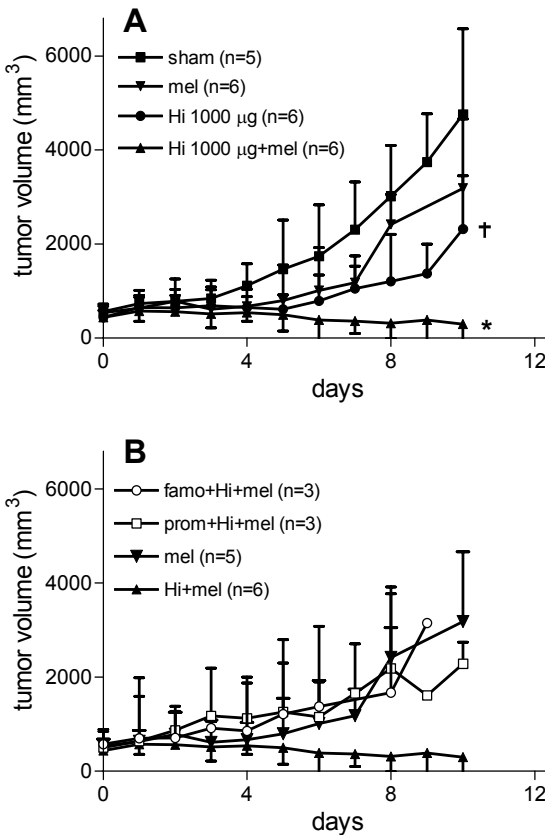 A
6000
4000
2000
0
tumor volume (mm³)
sham (n=5)
mel (n=6)
Hi 1000 μg (n=6)
Hi 1000 μg+mel (n=6)
†
*
0 4 8 12
days
B
6000
4000
2000
0
tumor volume (mm³)
famo+Hi+mel (n=3)
prom+Hi+mel (n=3)
mel (n=5)
Hi+mel (n=6)
0 4 8 12
days